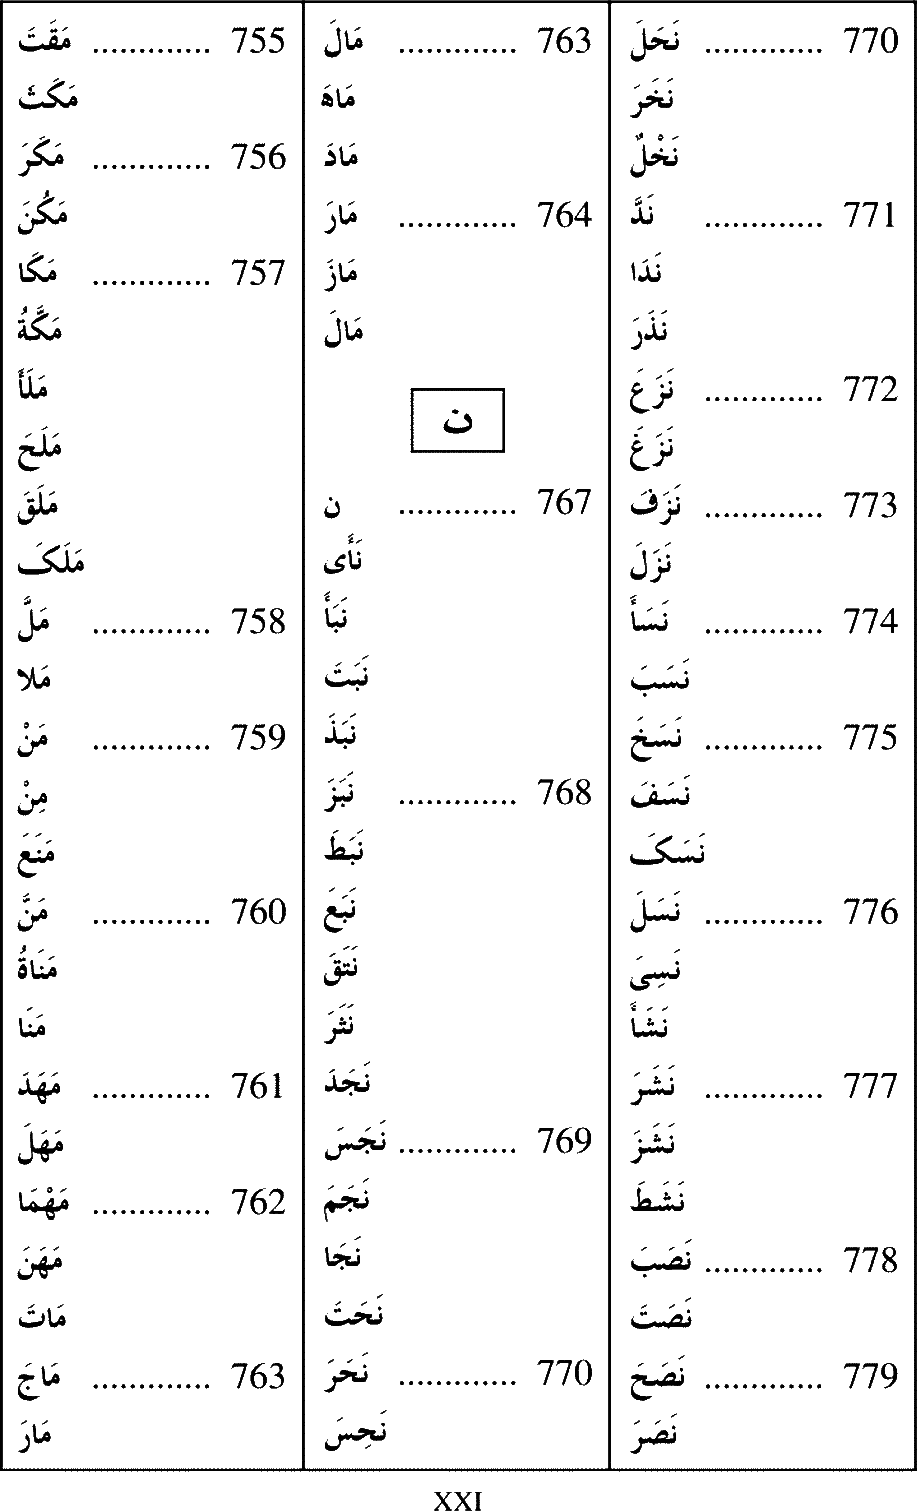 مَقَتَ ............. 755
مَكَثَ
مَكَرَ ............. 756
مَكُنَ
مَكَا ............. 757
مَكَّةُ
مَلَأَ
مَلَحَ
مَلَقَ
مَلَكَ
مَلَّ ............. 758
مَلا
مَنْ ............. 759
مِنْ
مَنَعَ
مَنَّ ............. 760
مَنَاةُ
مَنَا
مَهَدَ ............. 761
مَهَلَ
مَهْمَا ............. 762
مَهَنَ
مَاتَ
مَاجَ ............. 763
مَارَ
مَالَ ............. 763
مَاهَ
مَادَ
مَارَ ............. 764
مَازَ
مَالَ
ن
ن ............. 767
نَأَى
نَبَأَ
نَبَتَ
نَبَذَ
نَبَزَ ............. 768
نَبَطَ
نَبَعَ
نَتَقَ
نَثَرَ
نَجَدَ
نَجَسَ ............. 769
نَجَمَ
نَجَا
نَحَتَ
نَحَرَ ............. 770
نَحِسَ
نَحَلَ ............. 770
نَخَرَ
نَخْلٌ
نَدَّ ............. 771
نَدَا
نَذَرَ
نَزَعَ ............. 772
نَزَغَ
نَزَفَ ............. 773
نَزَلَ
نَسَأَ ............. 774
نَسَبَ
نَسَخَ ............. 775
نَسَفَ
نَسَكَ
نَسَلَ ............. 776
نَسِىَ
نَشَأَ
نَشَرَ ............. 777
نَشَزَ
نَشَطَ
نَصَبَ ............. 778
نَصَتَ
نَصَحَ ............. 779
نَصَرَ
XXI